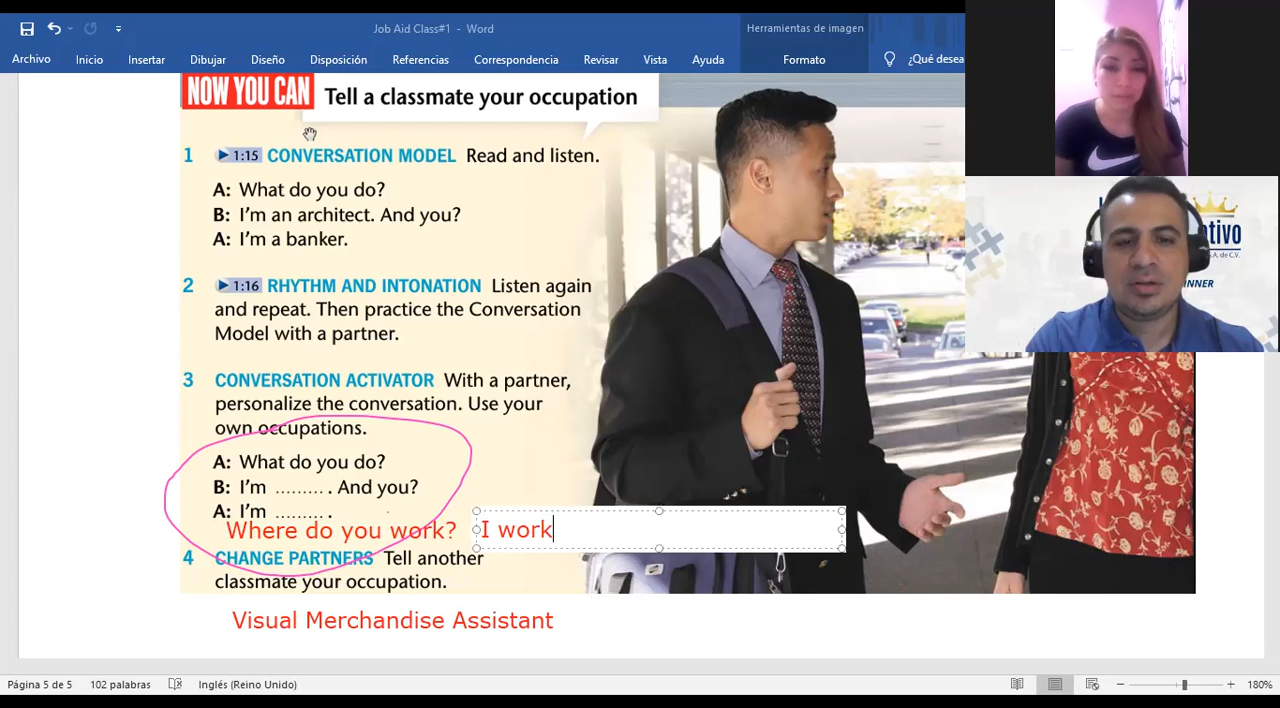 Job Aid Class#1 - Word
Herramientas de imagen
Archivo Inicio Insertar Dibujar Diseño Disposición Referencias Correspondencia Revisar Vista Ayuda Formato ¿Qué desea
NOW YOU CAN Tell a classmate your occupation
1 1:15 CONVERSATION MODEL Read and listen.
A: What do you do?
B: I'm an architect. And you?
A: I'm a banker.
2 1:16 RHYTHM AND INTONATION Listen again
and repeat. Then practice the Conversation
Model with a partner.
3 CONVERSATION ACTIVATOR With a partner,
personalize the conversation. Use your
own occupations.
A: What do you do?
B: I'm ......... . And you?
A: I'm ......... .
Where do you work? I work
4 CHANGE PARTNERS Tell another
classmate your occupation.
Visual Merchandise Assistant
tivo
S.A. de C.V.
NNER
Página 5 de 5 102 palabras Inglés (Reino Unido) 180%